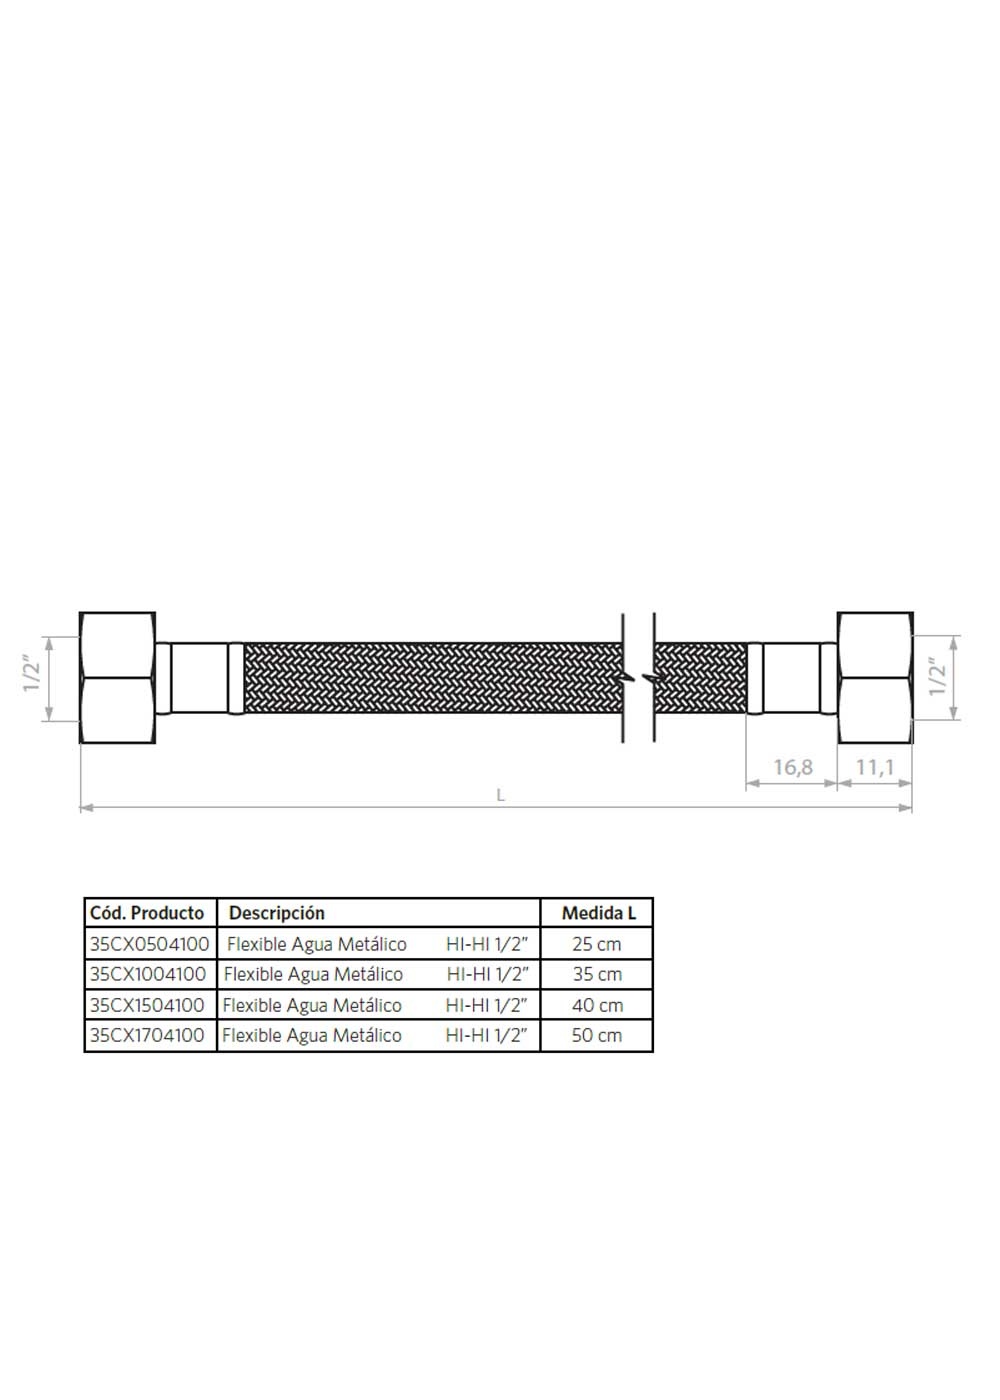 1/2”
1/2”
16,8
11,1
L
Cód. Producto Descripción Medida L
35CX0504100 Flexible Agua Metálico HI-HI 1/2” 25 cm
35CX1004100 Flexible Agua Metálico HI-HI 1/2” 35 cm
35CX1504100 Flexible Agua Metálico HI-HI 1/2” 40 cm
35CX1704100 Flexible Agua Metálico HI-HI 1/2” 50 cm